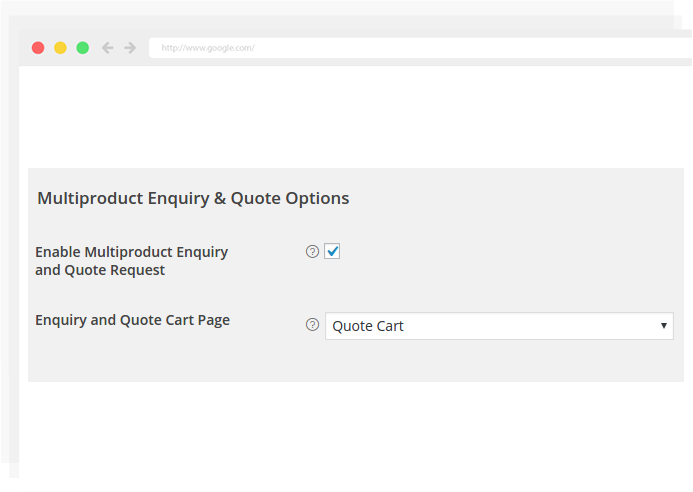 http://www.google.com/
Multiproduct Enquiry & Quote Options
Enable Multiproduct Enquiry
and Quote Request
Enquiry and Quote Cart Page
Quote Cart